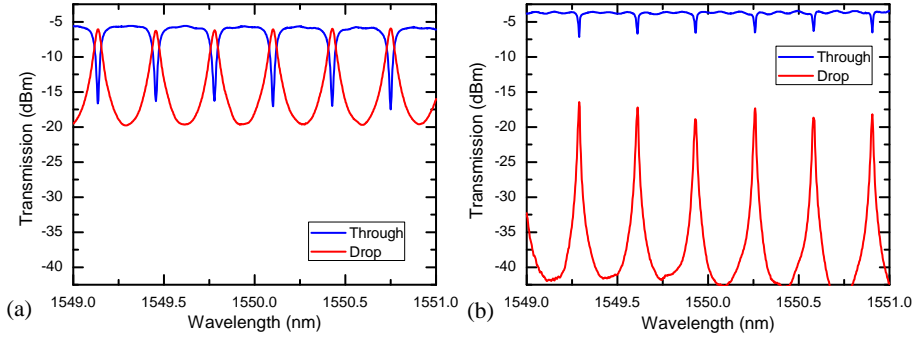 -5
-10
-15
-20
-25
-30
-35
-40
Transmission (dBm)
Through
Drop
1549.0
1549.5
1550.0
1550.5
1551.0
Wavelength (nm)
(a)
-5
-10
-15
-20
-25
-30
-35
-40
Transmission (dBm)
Through
Drop
1549.0
1549.5
1550.0
1550.5
1551.0
Wavelength (nm)
(b)